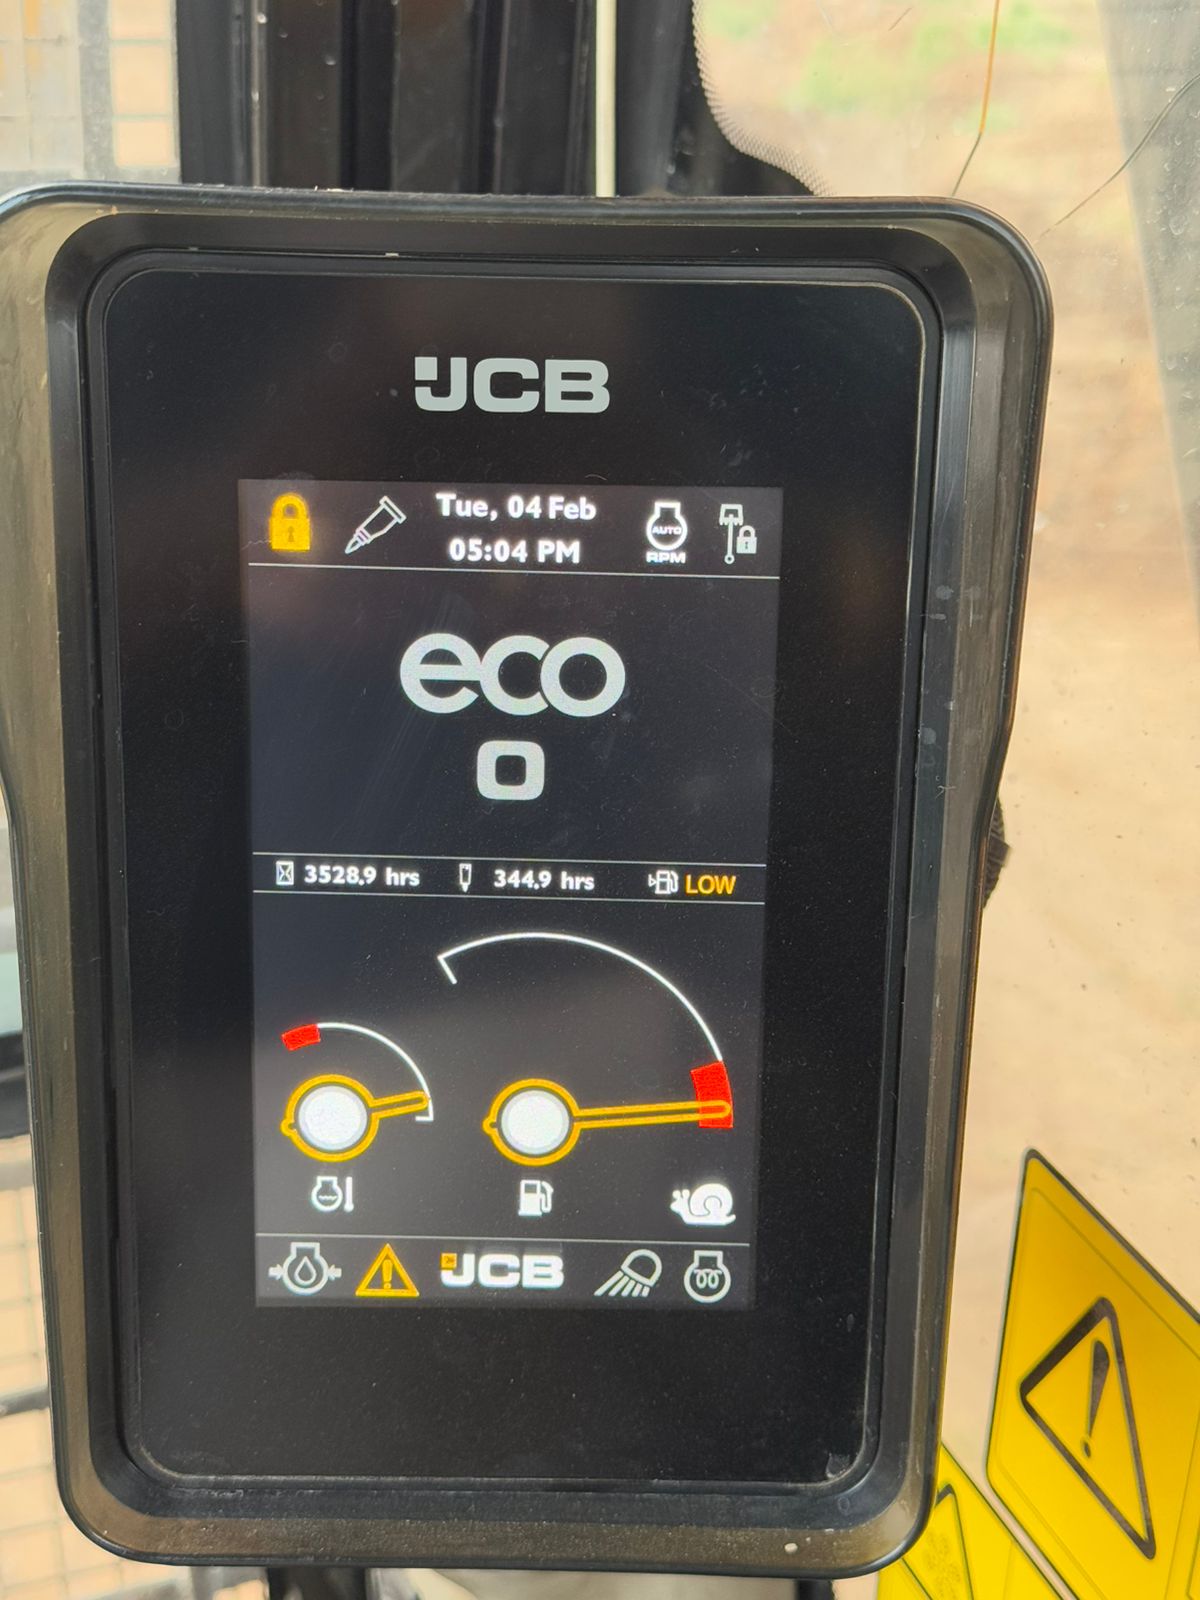 JCB
Tue, 04 Feb
05:04 PM
AUTO
RPM
eco
0
3528.9 hrs 344.9 hrs LOW
JCB